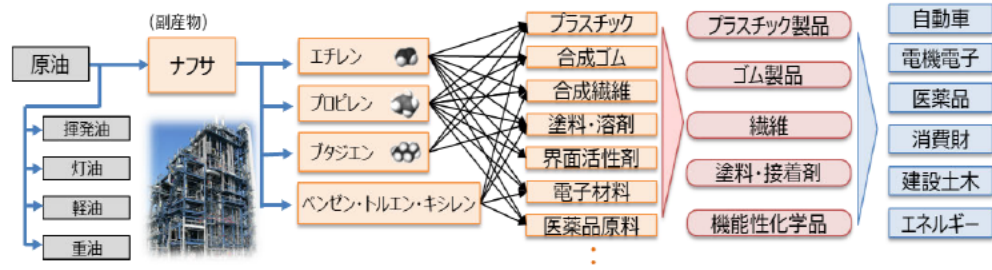 原油
揮発油
灯油
軽油
重油
(副産物)
ナフサ
エチレン
プロピレン
ブタジエン
ベンゼン・トルエン・キシレン
プラスチック
合成ゴム
合成繊維
塗料・溶剤
界面活性剤
電子材料
医薬品原料
プラスチック製品
ゴム製品
繊維
塗料・接着剤
機能性化学品
自動車
電機電子
医薬品
消費財
建設土木
エネルギー